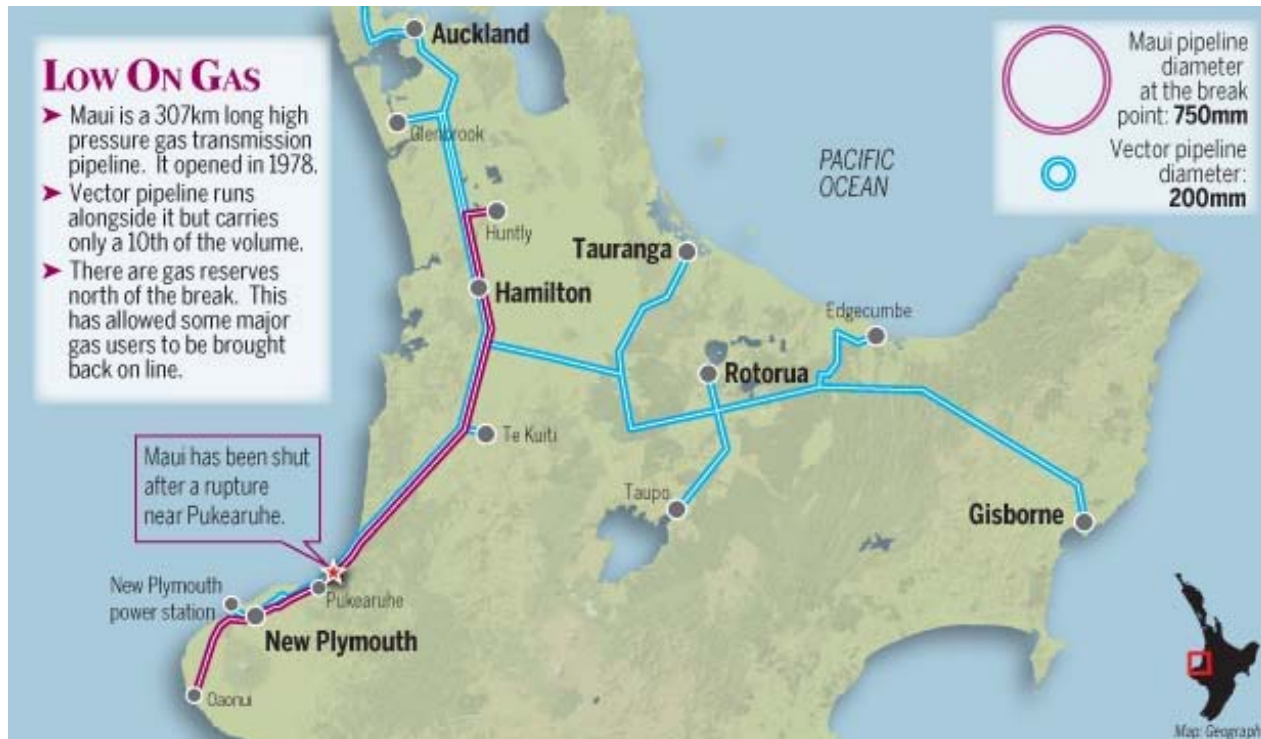 LOW ON GAS
➤ Maui is a 307km long high
pressure gas transmission
pipeline. It opened in 1978.
➤ Vector pipeline runs
alongside it but carries
only a 10th of the volume.
➤ There are gas reserves
north of the break. This
has allowed some major
gas users to be brought
back on line.
Maui pipeline
diameter
at the break
point: 750mm
Vector pipeline
diameter:
200mm
Auckland
Glenbrook
PACIFIC
OCEAN
Huntly
Tauranga
Hamilton
Edgecumbe
Rotorua
Te Kuiti
Maui has been shut
after a rupture
near Pukearuhe.
Taupo
Gisborne
New Plymouth
power station
Pukearuhe
New Plymouth
Oaonui
Map: Geograph